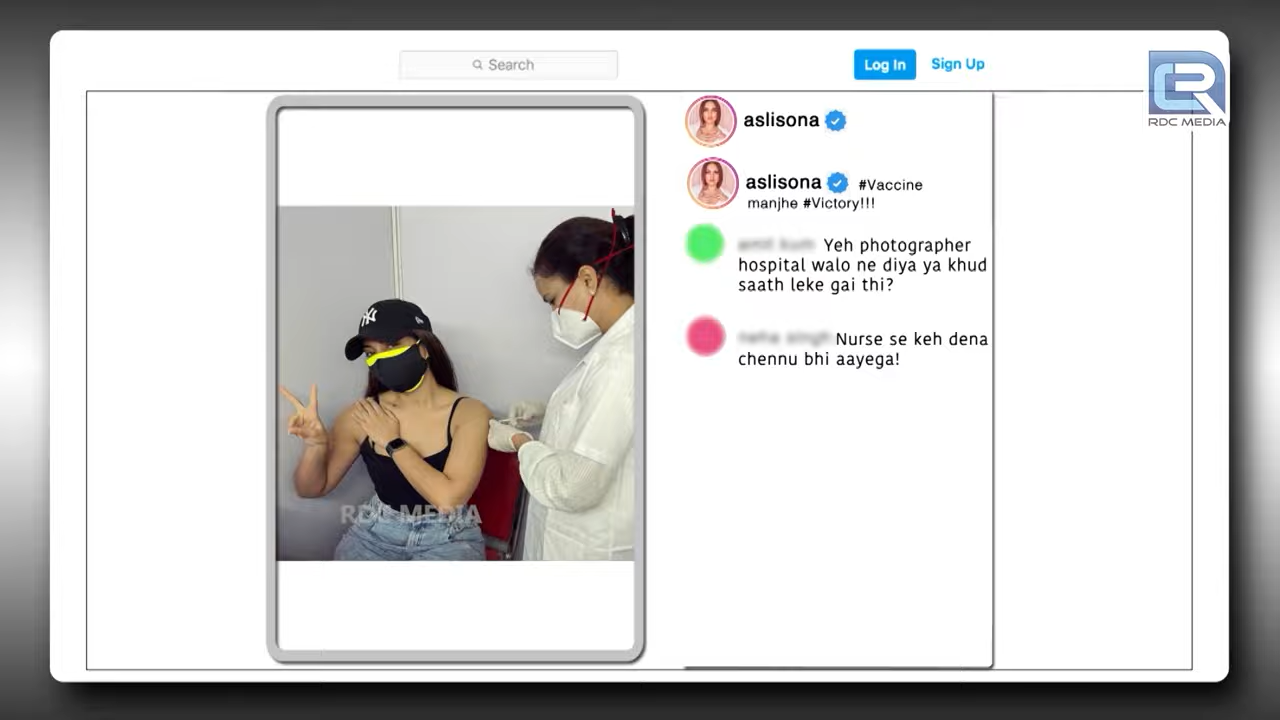 Search
Log In
Sign Up
RDC MEDIA
aslisona
aslisona #Vaccine
manjhe #Victory!!!
Yeh photographer
hospital walo ne diya ya khud
saath leke gai thi?
Nurse se keh dena
chennu bhi aayega!
NY
RDC MEDIA